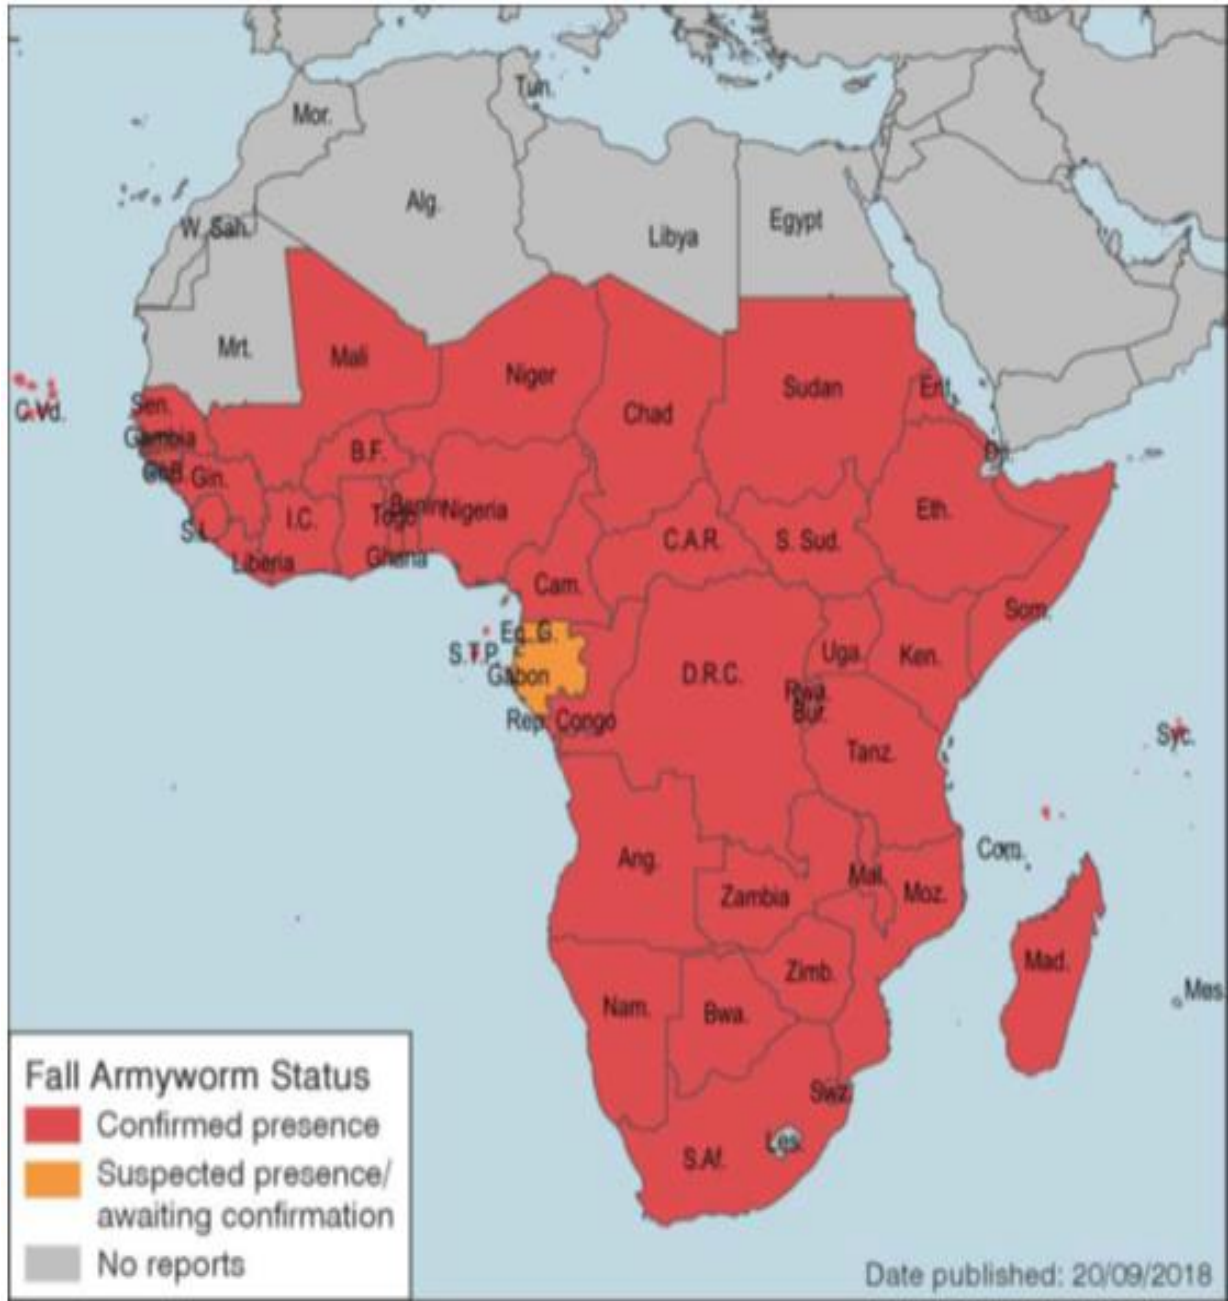 Tun.
Mor.
Alg.
W. Sah.
Libya
Egypt
Mrt.
Mali
Niger
Chad
Sudan
Erit.
C.Vd.
Sen.
Gambia
B.F.
Dji.
Gin.
Benin
Togo
Nigeria
I.C.
Eth.
S.L.
C.A.R.
S. Sud.
Liberia
Ghana
Cam.
Som.
Eq. G.
S.T.P.
Gabon
D.R.C.
Uga.
Ken.
Rwa.
Bur.
Rep. Congo
Syc.
Tanz.
Ang.
Com.
Mal.
Zambia
Moz.
Mad.
Zimb.
Mes.
Nam.
Bwa.
Swz.
Les.
S.Af.
Fall Armyworm Status
Confirmed presence
Suspected presence/
awaiting confirmation
No reports
Date published: 20/09/2018